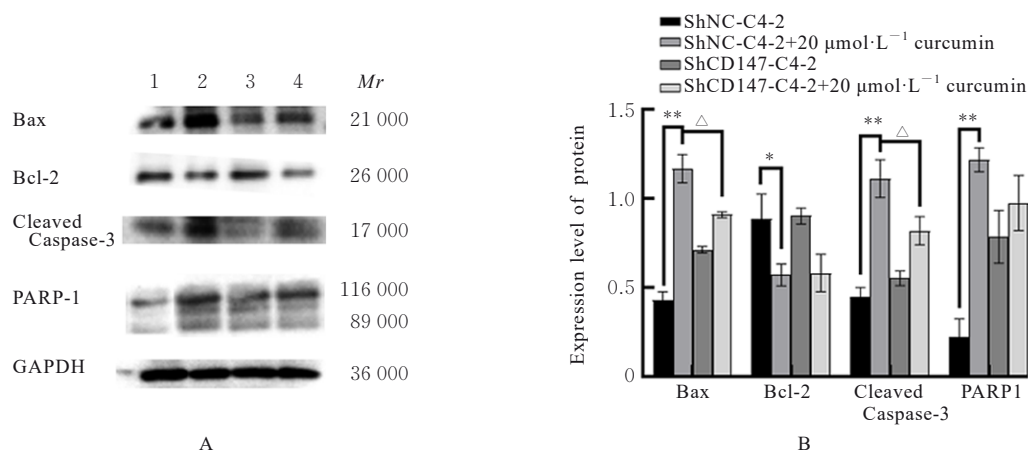 1 2 3 4 Mr
Bax 21 000
Bcl-2 26 000
Cleaved
Caspase-3 17 000
PARP-1 116 000
89 000
GAPDH 36 000
A
ShNC-C4-2
ShNC-C4-2+20 μmol·L⁻¹ curcumin
ShCD147-C4-2
ShCD147-C4-2+20 μmol·L⁻¹ curcumin
Expression level of protein
1.5
1.0
0.5
0
** △
*
** △
**
Bax Bcl-2 Cleaved PARP1
Caspase-3
B